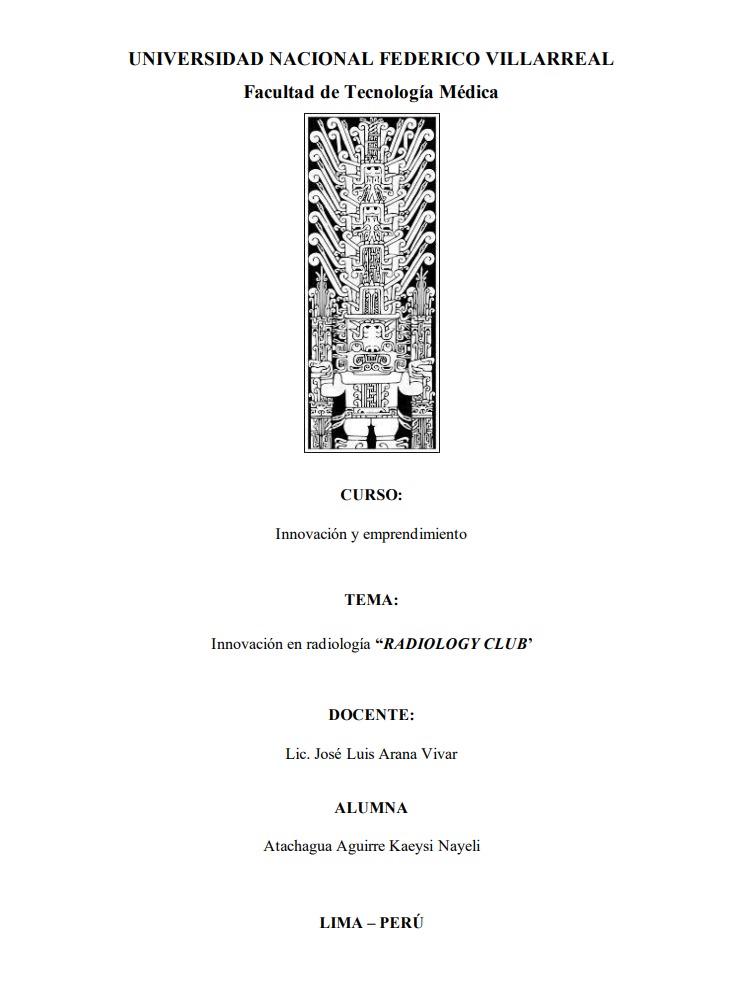 UNIVERSIDAD NACIONAL FEDERICO VILLARREAL
Facultad de Tecnología Médica
CURSO:
Innovación y emprendimiento
TEMA:
Innovación en radiología “RADIOLOGY CLUB’
DOCENTE:
Lic. José Luis Arana Vivar
ALUMNA
Atachagua Aguirre Kaeysi Nayeli
LIMA – PERÚ